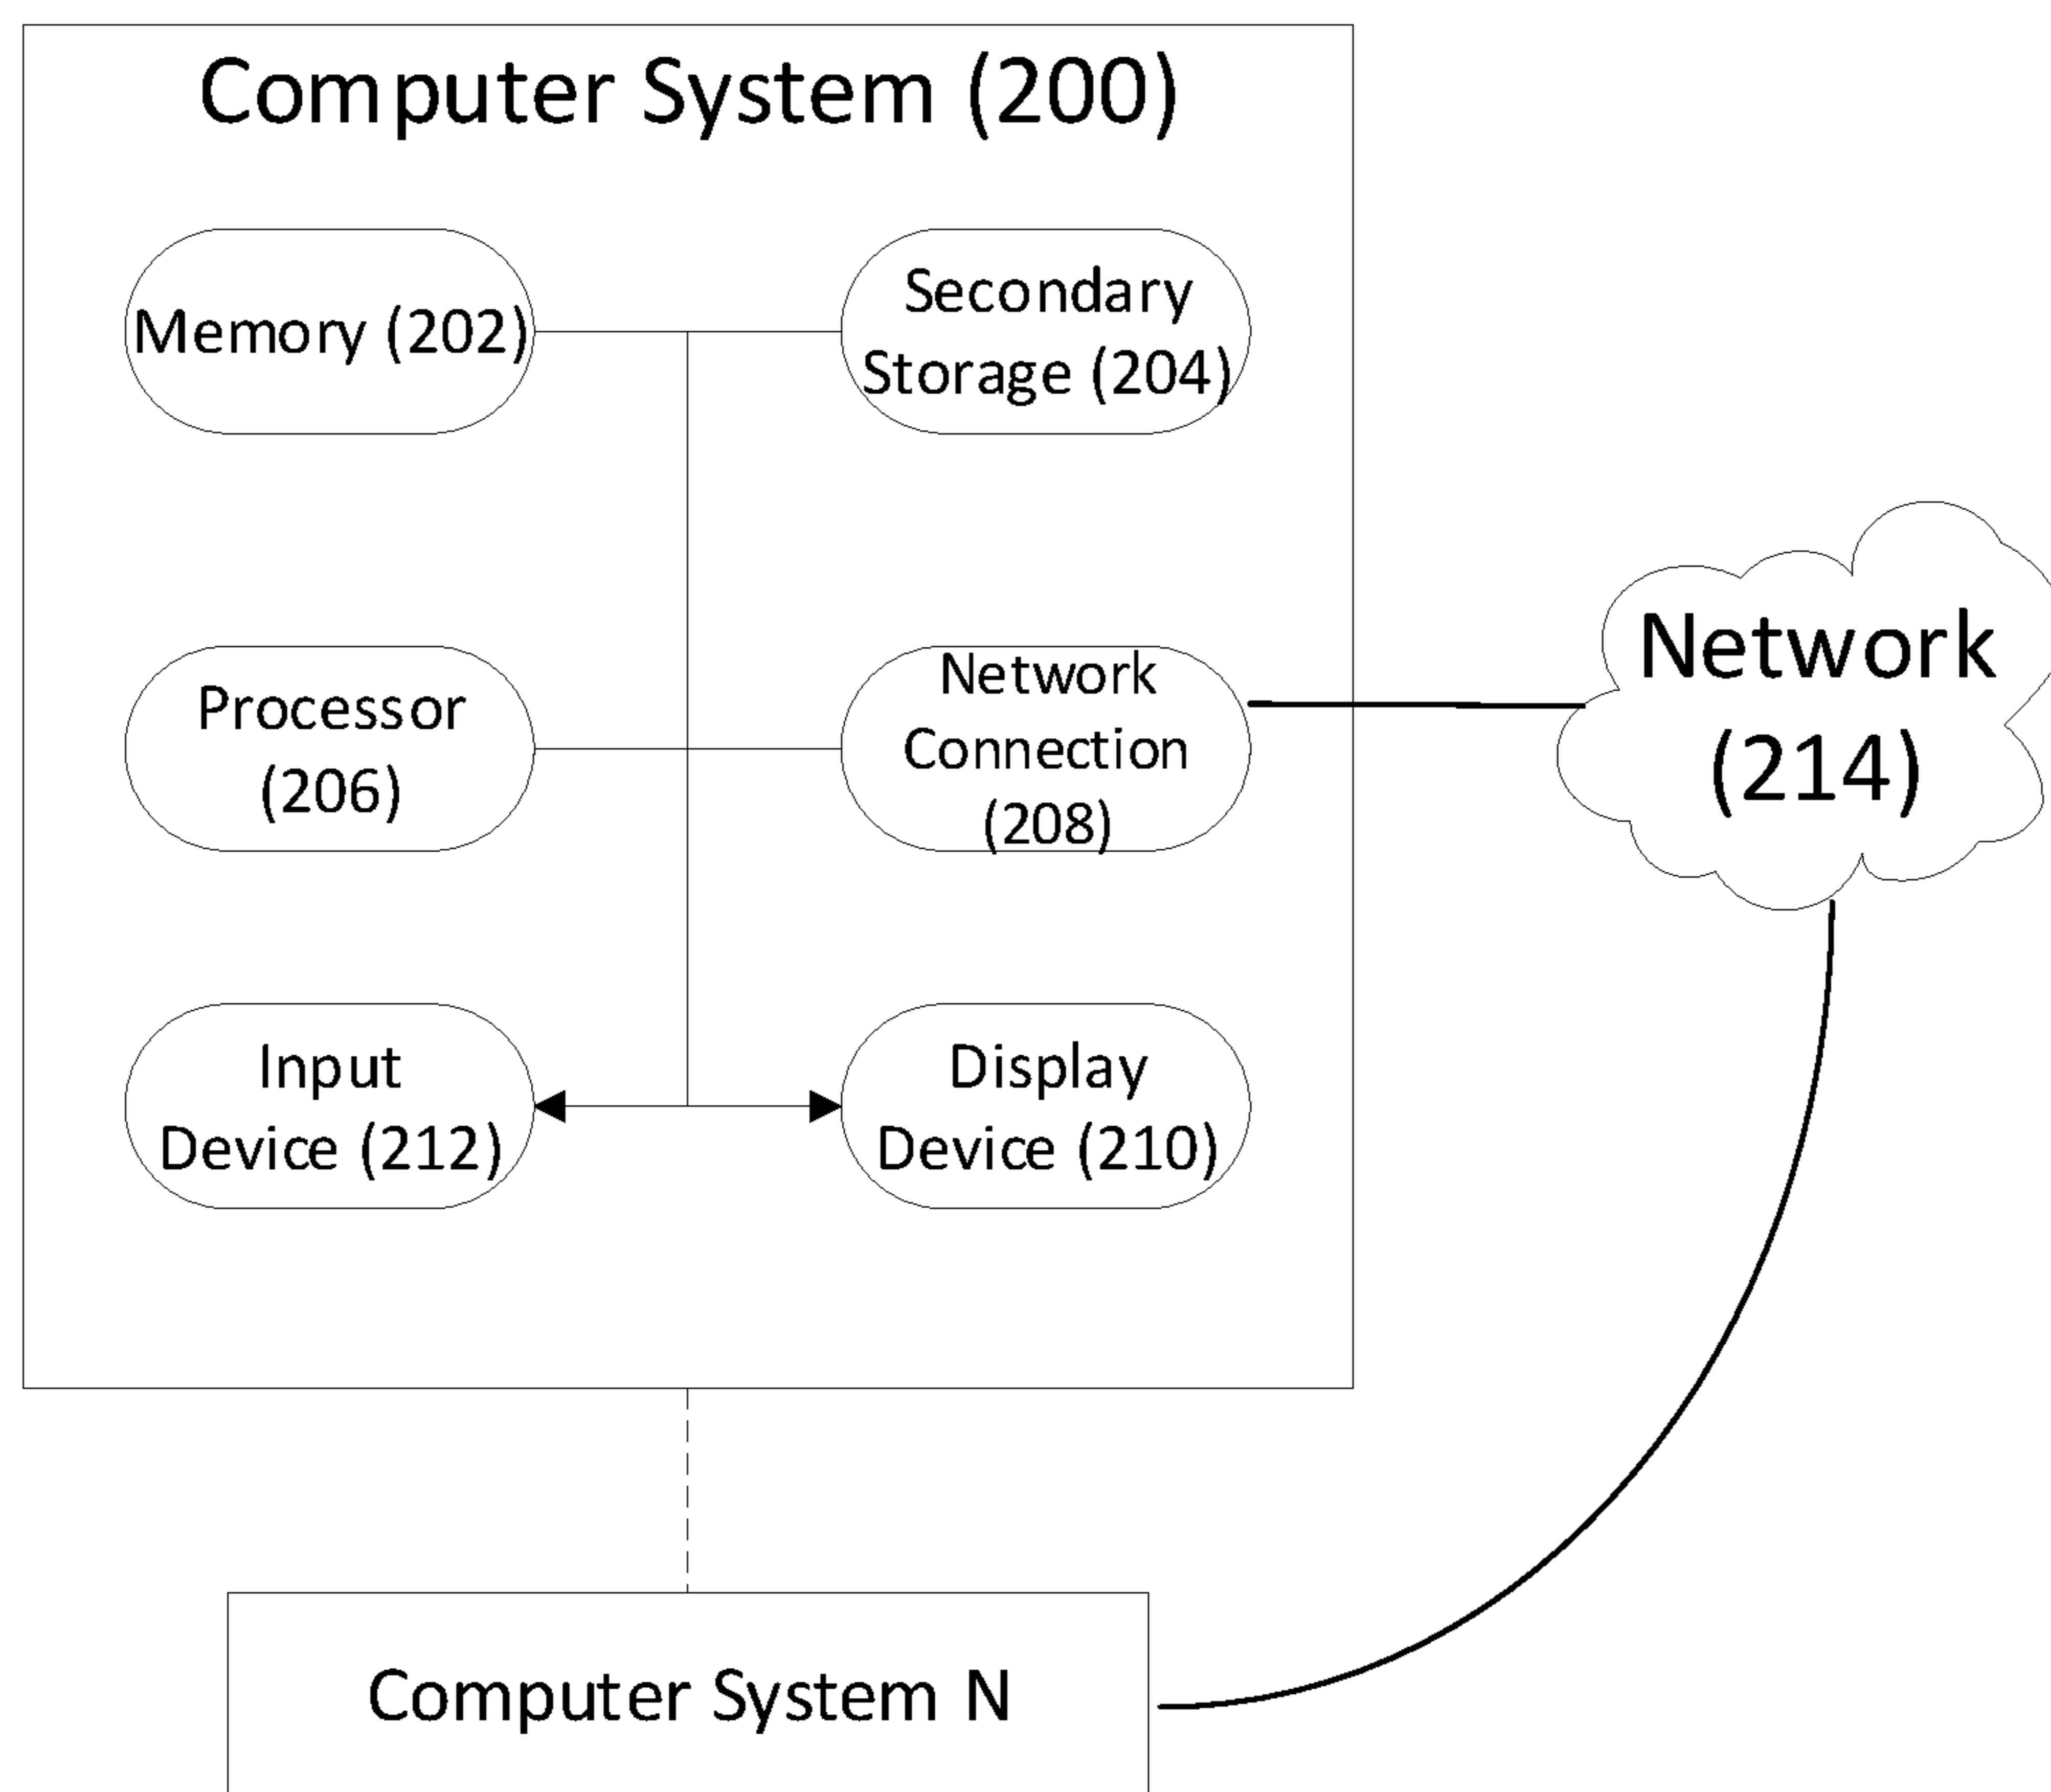 Computer System (200)
Memory (202)
Secondary
Storage (204)
Processor
(206)
Network
Connection
(208)
Network
(214)
Input
Device (212)
Display
Device (210)
Computer System N